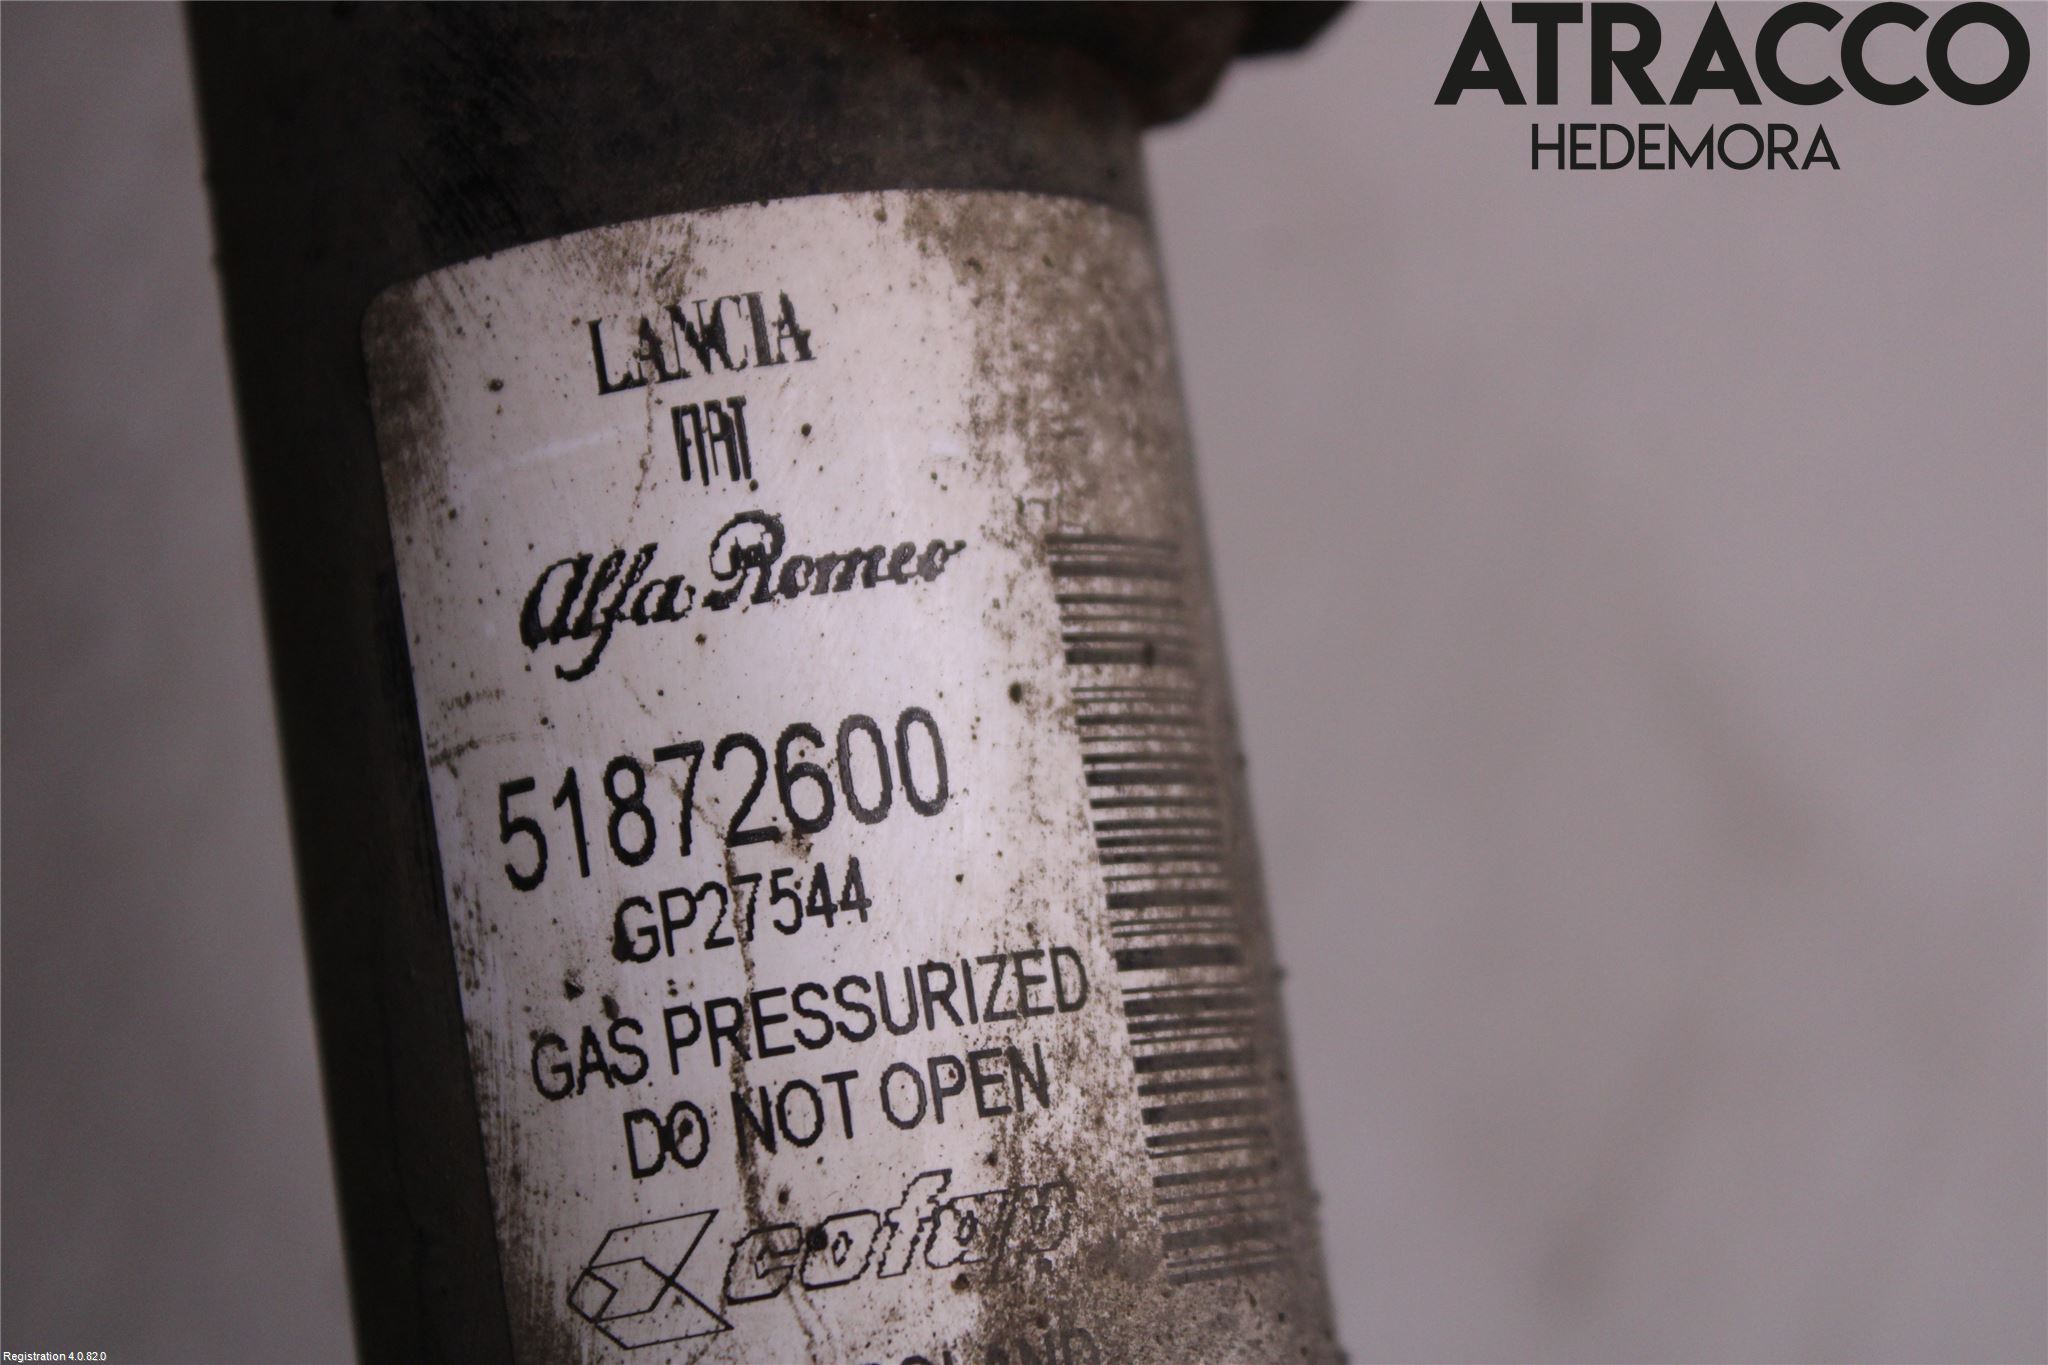 ATRACCO
HEDEMORA
LANCIA
FIAT
Alfa Romeo
51872600
GP27544
GAS PRESSURIZED
DO NOT OPEN
cofap
Registration 4.0.82.0